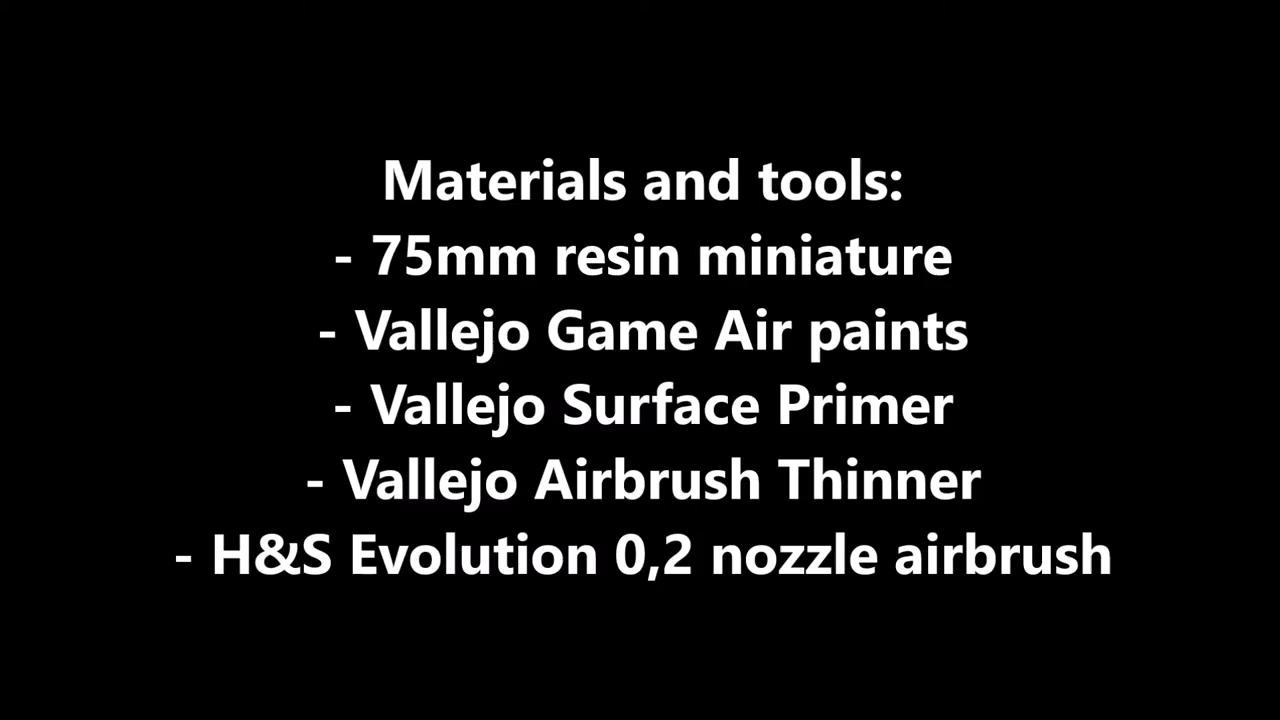 Materials and tools:
- 75mm resin miniature
- Vallejo Game Air paints
- Vallejo Surface Primer
- Vallejo Airbrush Thinner
- H&S Evolution 0,2 nozzle airbrush